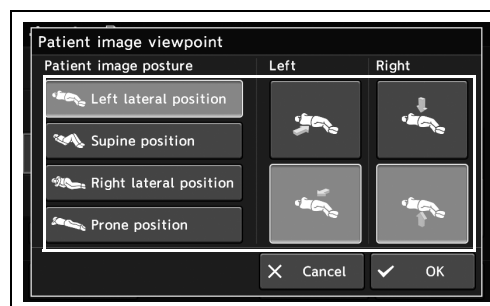 Patient image viewpoint
Patient image posture Left Right
Left lateral position
Supine position
Right lateral position
Prone position
Cancel OK